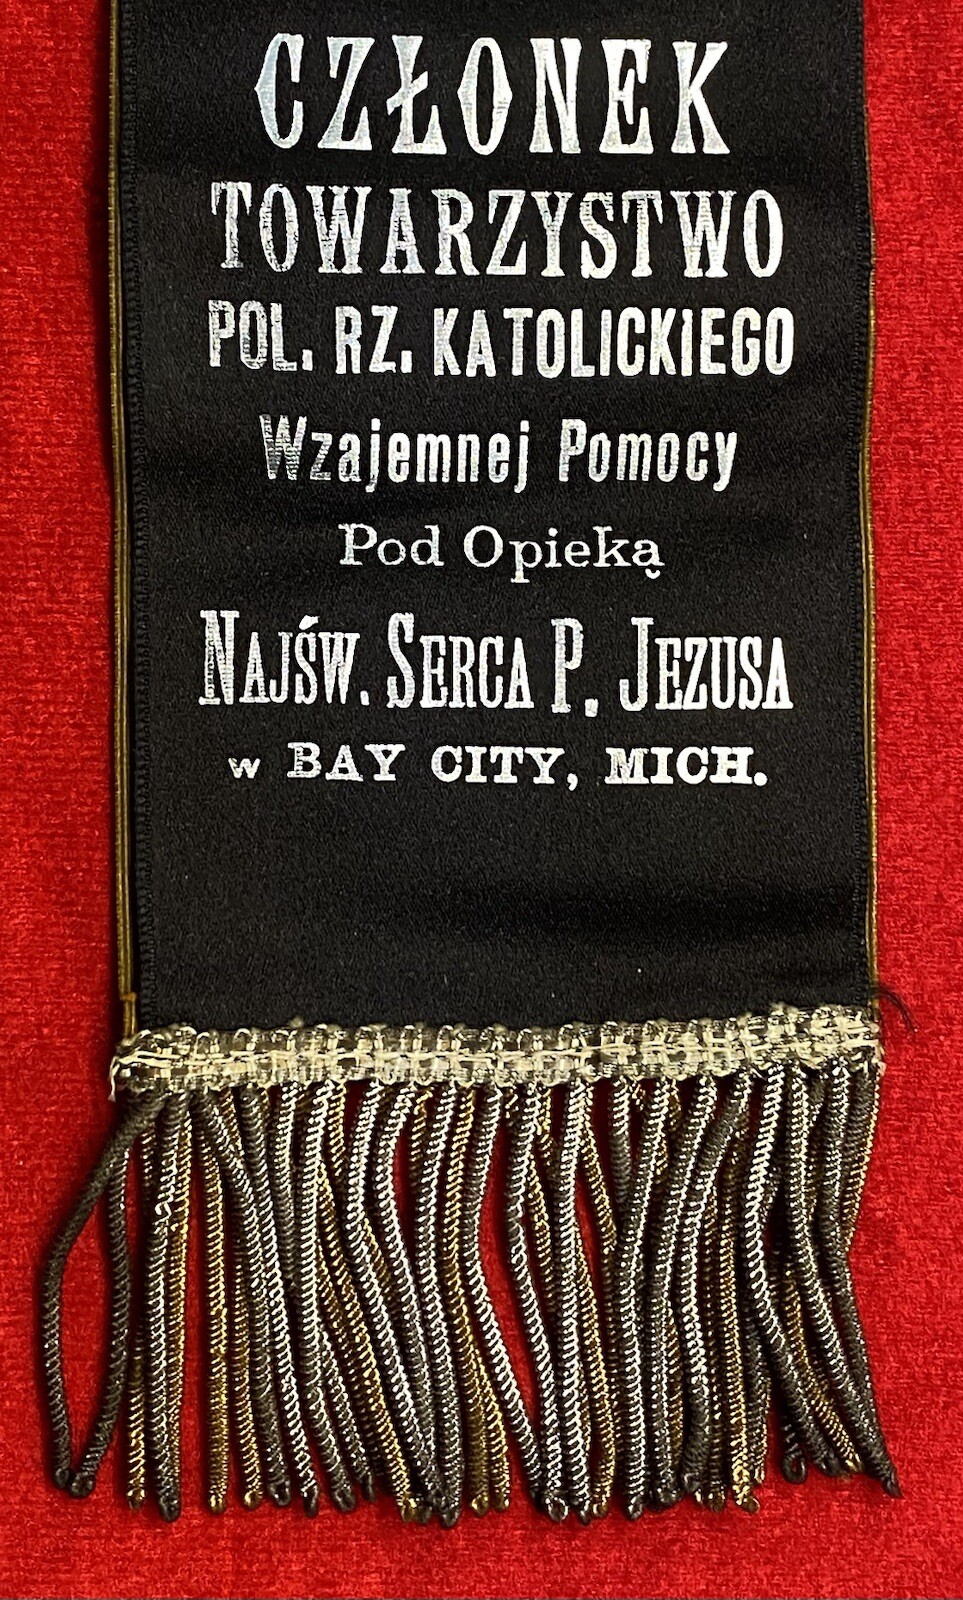 CZŁONEK
TOWARZYSTWO
POL. RZ. KATOLICKIEGO
Wzajemnej Pomocy
Pod Opieką
NAJŚW. SERCA P. JEZUSA
w BAY CITY, MICH.